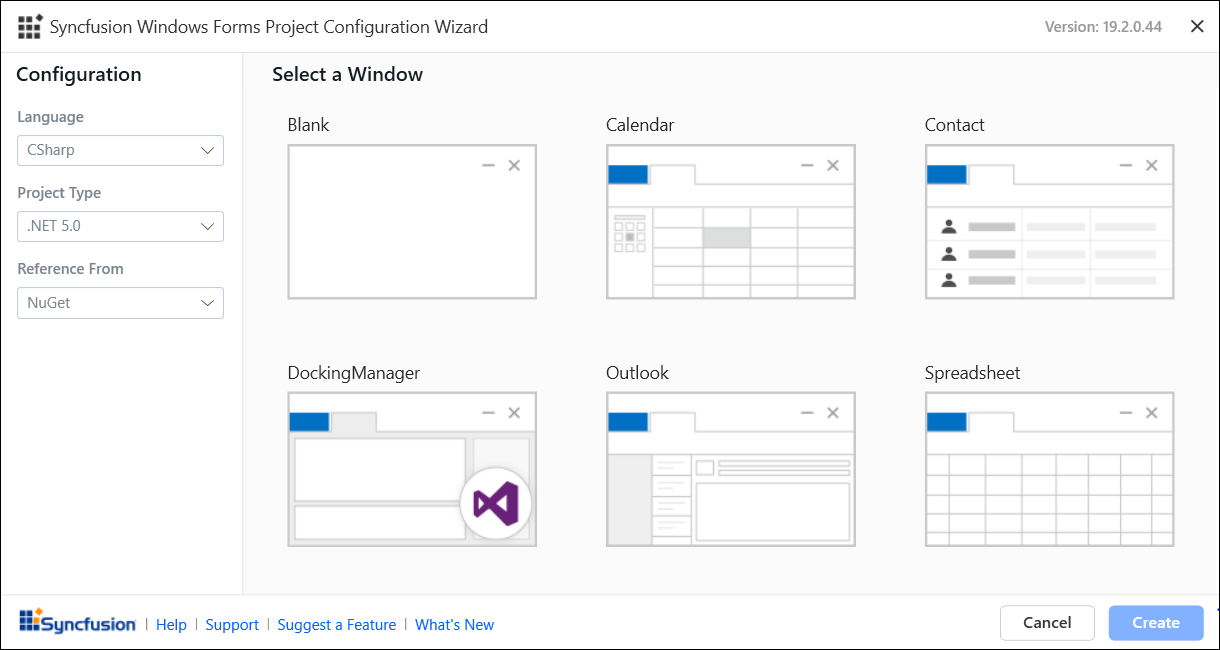 Syncfusion Windows Forms Project Configuration Wizard
Version: 19.2.0.44
Configuration
Language
CSharp
Project Type
.NET 5.0
Reference From
NuGet
Select a Window
Blank
Calendar
Contact
DockingManager
Outlook
Spreadsheet
Syncfusion | Help | Support | Suggest a Feature | What's New
Cancel
Create